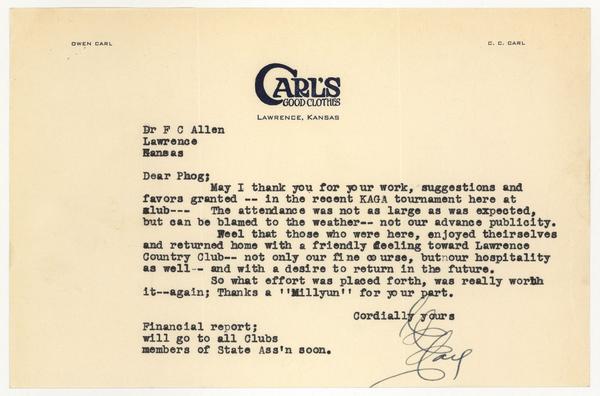 OWEN CARL
C. C. CARL
CARL'S
GOOD CLOTHES
LAWRENCE, KANSAS
Dr F C Allen
Lawrence
Kansas
Dear Phog;
May I thank you for your work, suggestions and
favors granted -- in the recent KAGA tournament here at
club--- The attendance was not as large as was expected,
but can be blamed to the weather-- not our advance publicity.
Feel that those who were here, enjoyed theirselves
and returned home with a friendly feeling toward Lawrence
Country Club-- not only our fine course, but our hospitality
as well-- and with a desire to return in the future.
So what effort was placed forth, was really worth
it--again; Thanks a "Millyun" for your part.
Cordially yours
Financial report;
will go to all Clubs
members of State Ass'n soon.
Carl